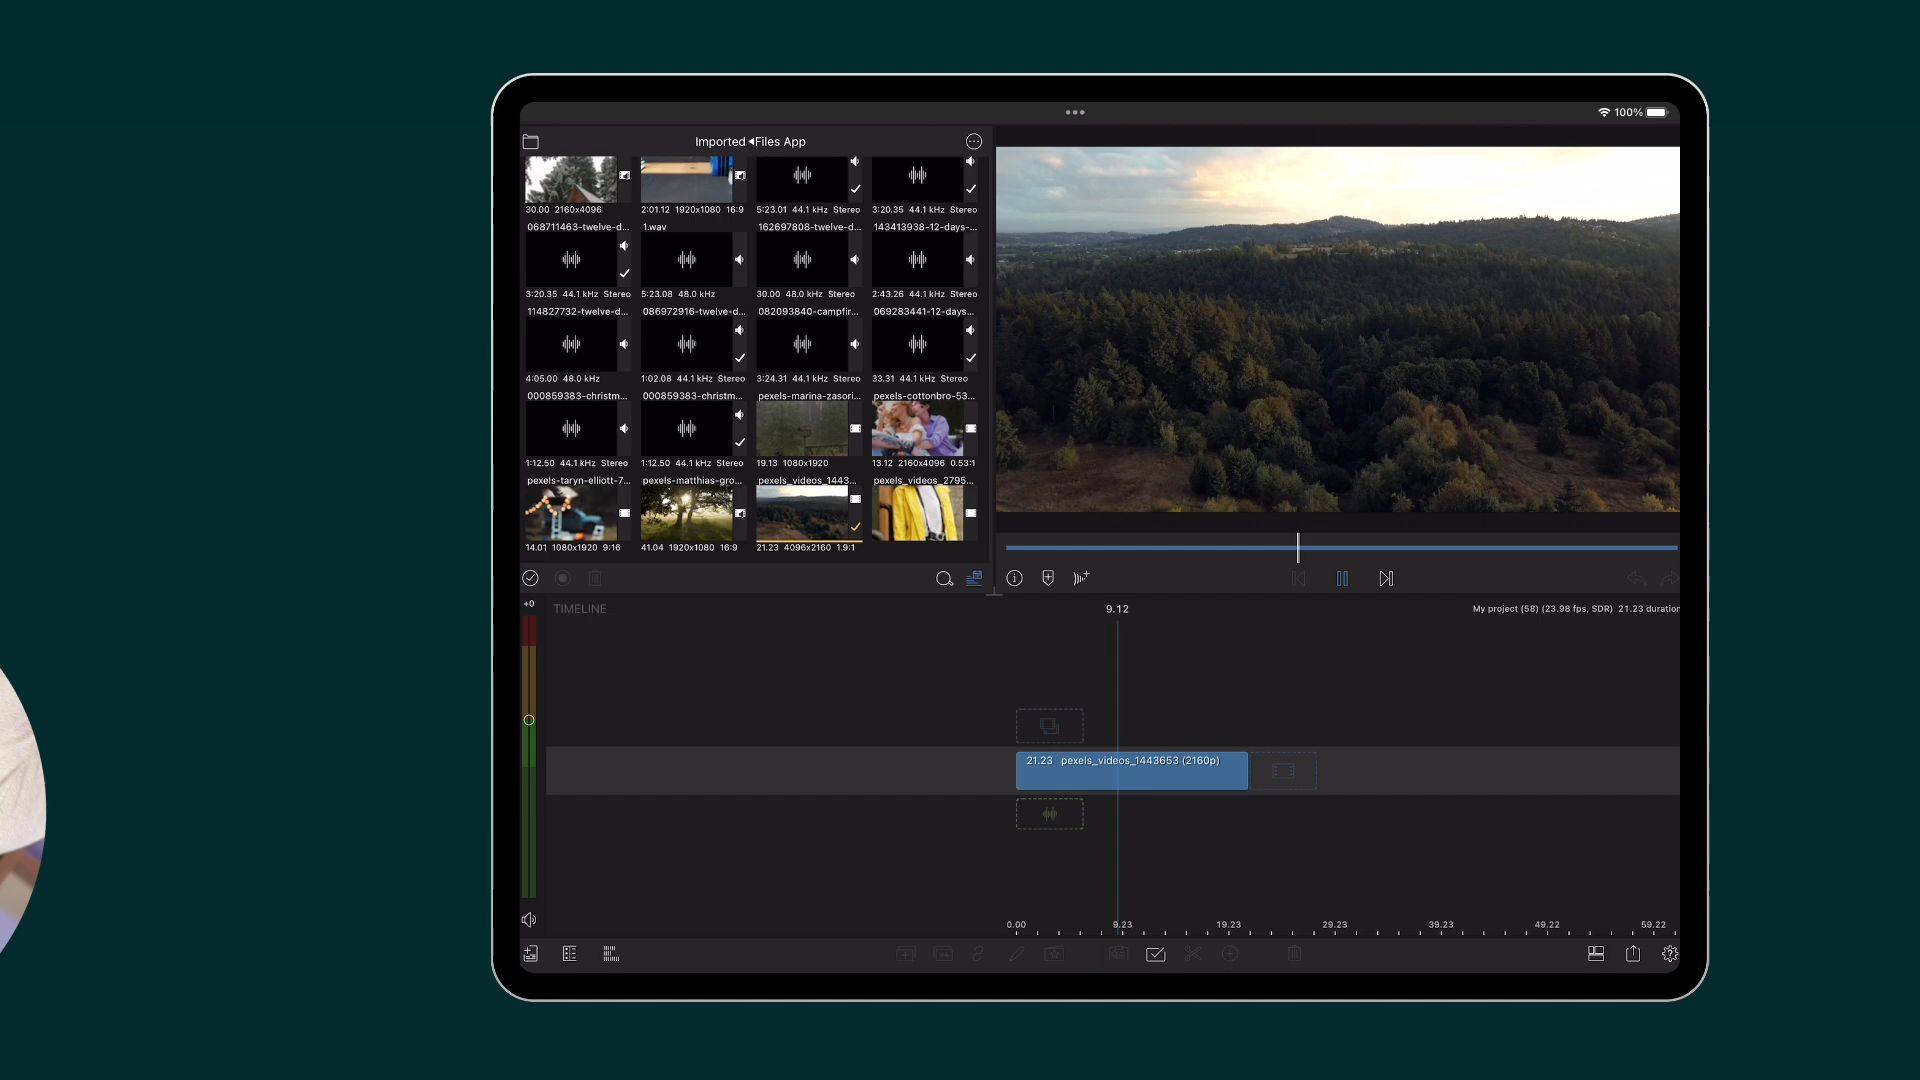 100%
Imported ◂Files App
30.00 2160x4096
2:01.12 1920x1080 16:9
5:23.01 44.1 kHz Stereo
3:20.35 44.1 kHz Stereo
068711463-twelve-d...
1.wav
162697808-twelve-d...
143413938-12-days-...
3:20.35 44.1 kHz Stereo
5:23.08 48.0 kHz
30.00 48.0 kHz Stereo
2:43.26 44.1 kHz Stereo
114827732-twelve-d...
086972916-twelve-d...
082093840-campfir...
069283441-12-days...
4:05.00 48.0 kHz
1:02.08 44.1 kHz Stereo
3:24.31 44.1 kHz Stereo
33.31 44.1 kHz Stereo
000859383-christm...
000859383-christm...
pexels-marina-zasori...
pexels-cottonbro-53...
1:12.50 44.1 kHz Stereo
1:12.50 44.1 kHz Stereo
19.13 1080x1920
13.12 2160x4096 0.53:1
pexels-taryn-elliott-7...
pexels-matthias-gro...
pexels_videos_1443...
pexels_videos_2795...
14.01 1080x1920 9:16
41.04 1920x1080 16:9
21.23 4096x2160 1.9:1
+0
TIMELINE
9.12
My project (58) (23.98 fps, SDR) 21.23 duration
21.23 pexels_videos_1443653 (2160p)
0.00 9.23 19.23 29.23 39.23 49.22 59.22